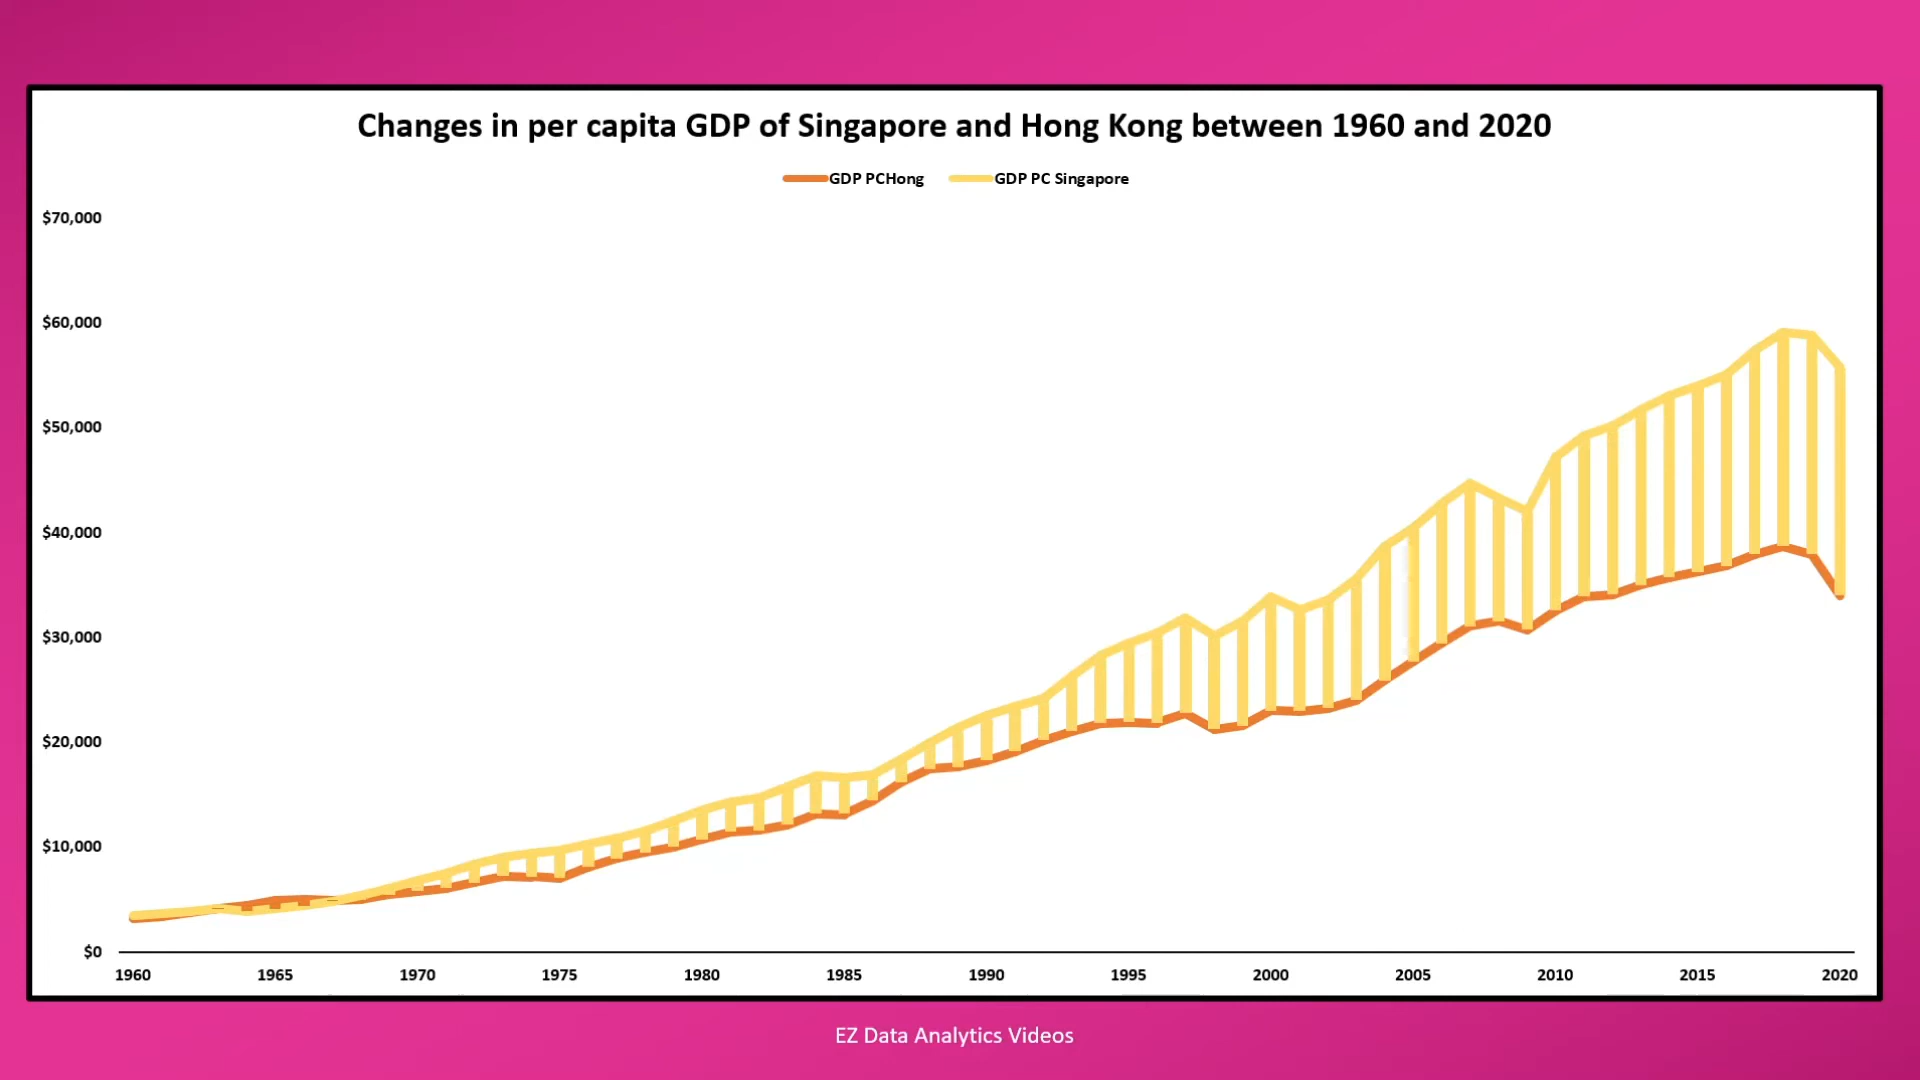 Changes in per capita GDP of Singapore and Hong Kong between 1960 and 2020
GDP PCHong GDP PC Singapore
$70,000
$60,000
$50,000
$40,000
$30,000
$20,000
$10,000
$0
1960 1965 1970 1975 1980 1985 1990 1995 2000 2005 2010 2015 2020
EZ Data Analytics Videos